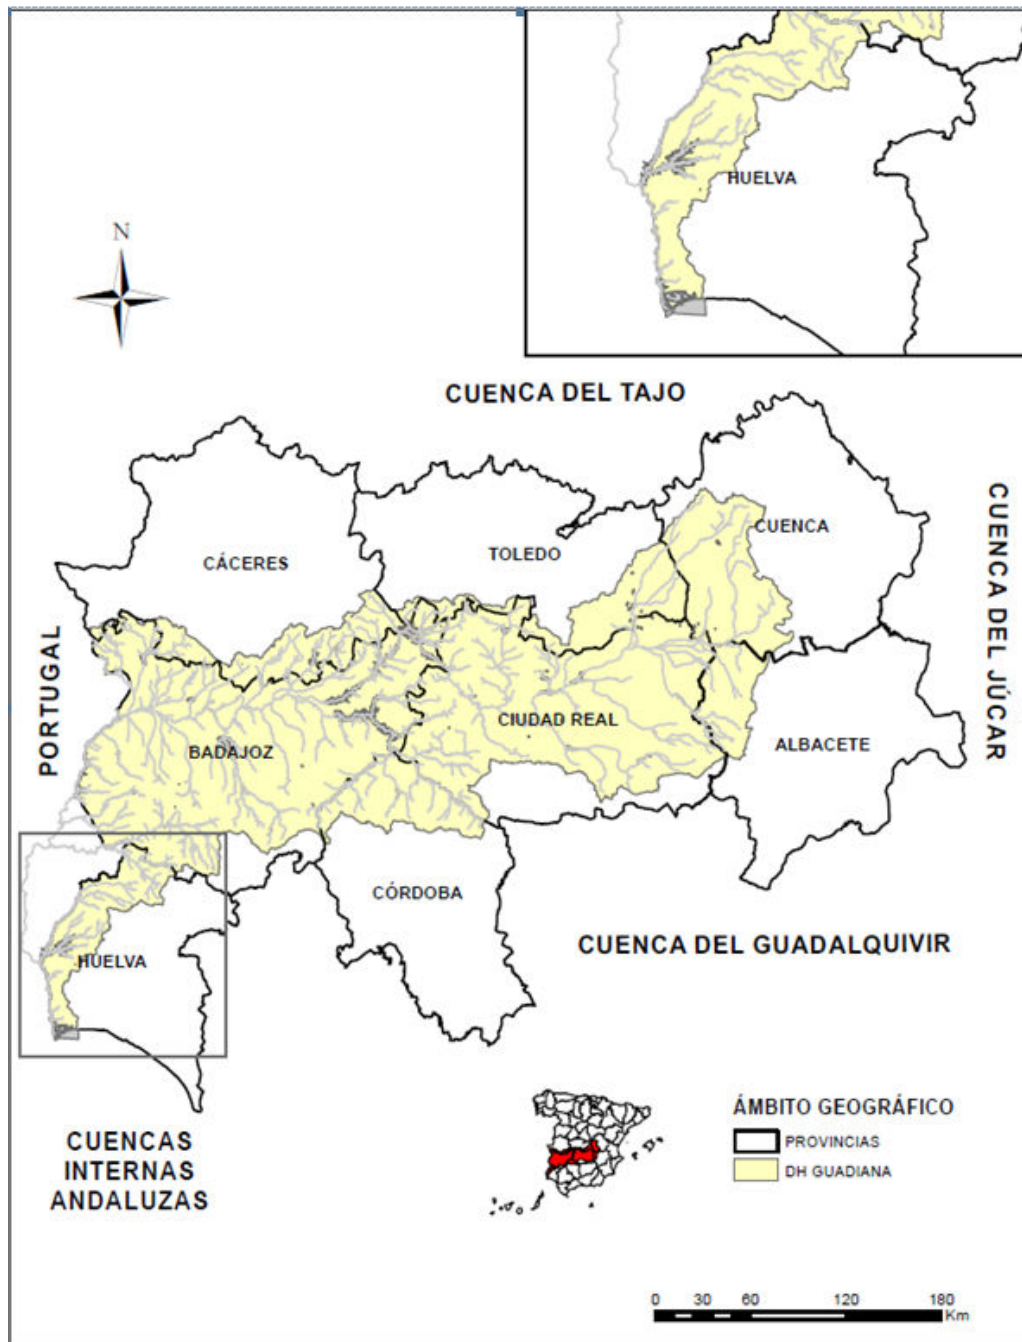 HUELVA
N
CUENCA DEL TAJO
CUENCA
TOLEDO
CÁCERES
CUENCA DEL JÚCAR
PORTUGAL
CIUDAD REAL
ALBACETE
BADAJOZ
CÓRDOBA
CUENCA DEL GUADALQUIVIR
HUELVA
CUENCAS
INTERNAS
ANDALUZAS
ÁMBITO GEOGRÁFICO
PROVINCIAS
DH GUADIANA
0 30 60 120 180
Km